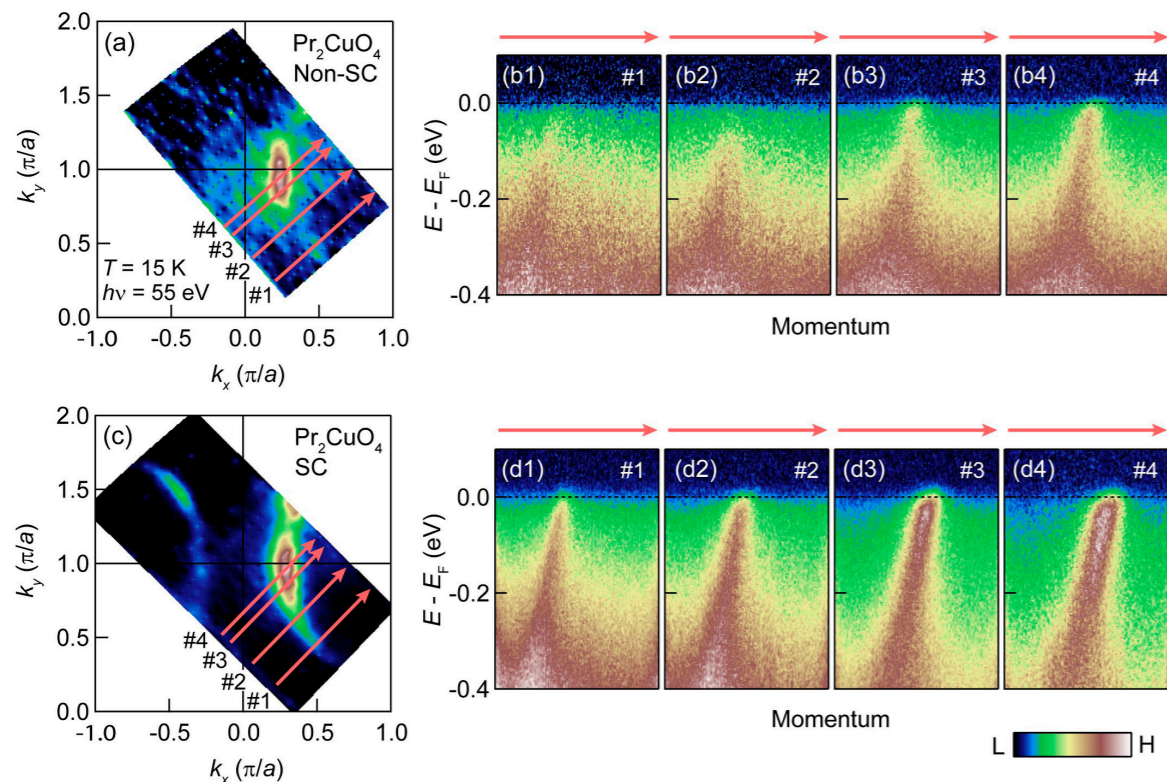 (a)
Pr2CuO4
Non-SC
2.0
1.5
1.0
0.5
0.0
ky (π/a)
#4
#3
#2
#1
T = 15 K
hν = 55 eV
-1.0 -0.5 0.0 0.5 1.0
kx (π/a)
(b1) #1
(b2) #2
(b3) #3
(b4) #4
0.0
-0.2
-0.4
E - EF (eV)
Momentum
(c)
Pr2CuO4
SC
2.0
1.5
1.0
0.5
0.0
ky (π/a)
#4
#3
#2
#1
-1.0 -0.5 0.0 0.5 1.0
kx (π/a)
(d1) #1
(d2) #2
(d3) #3
(d4) #4
0.0
-0.2
-0.4
E - EF (eV)
Momentum
L H